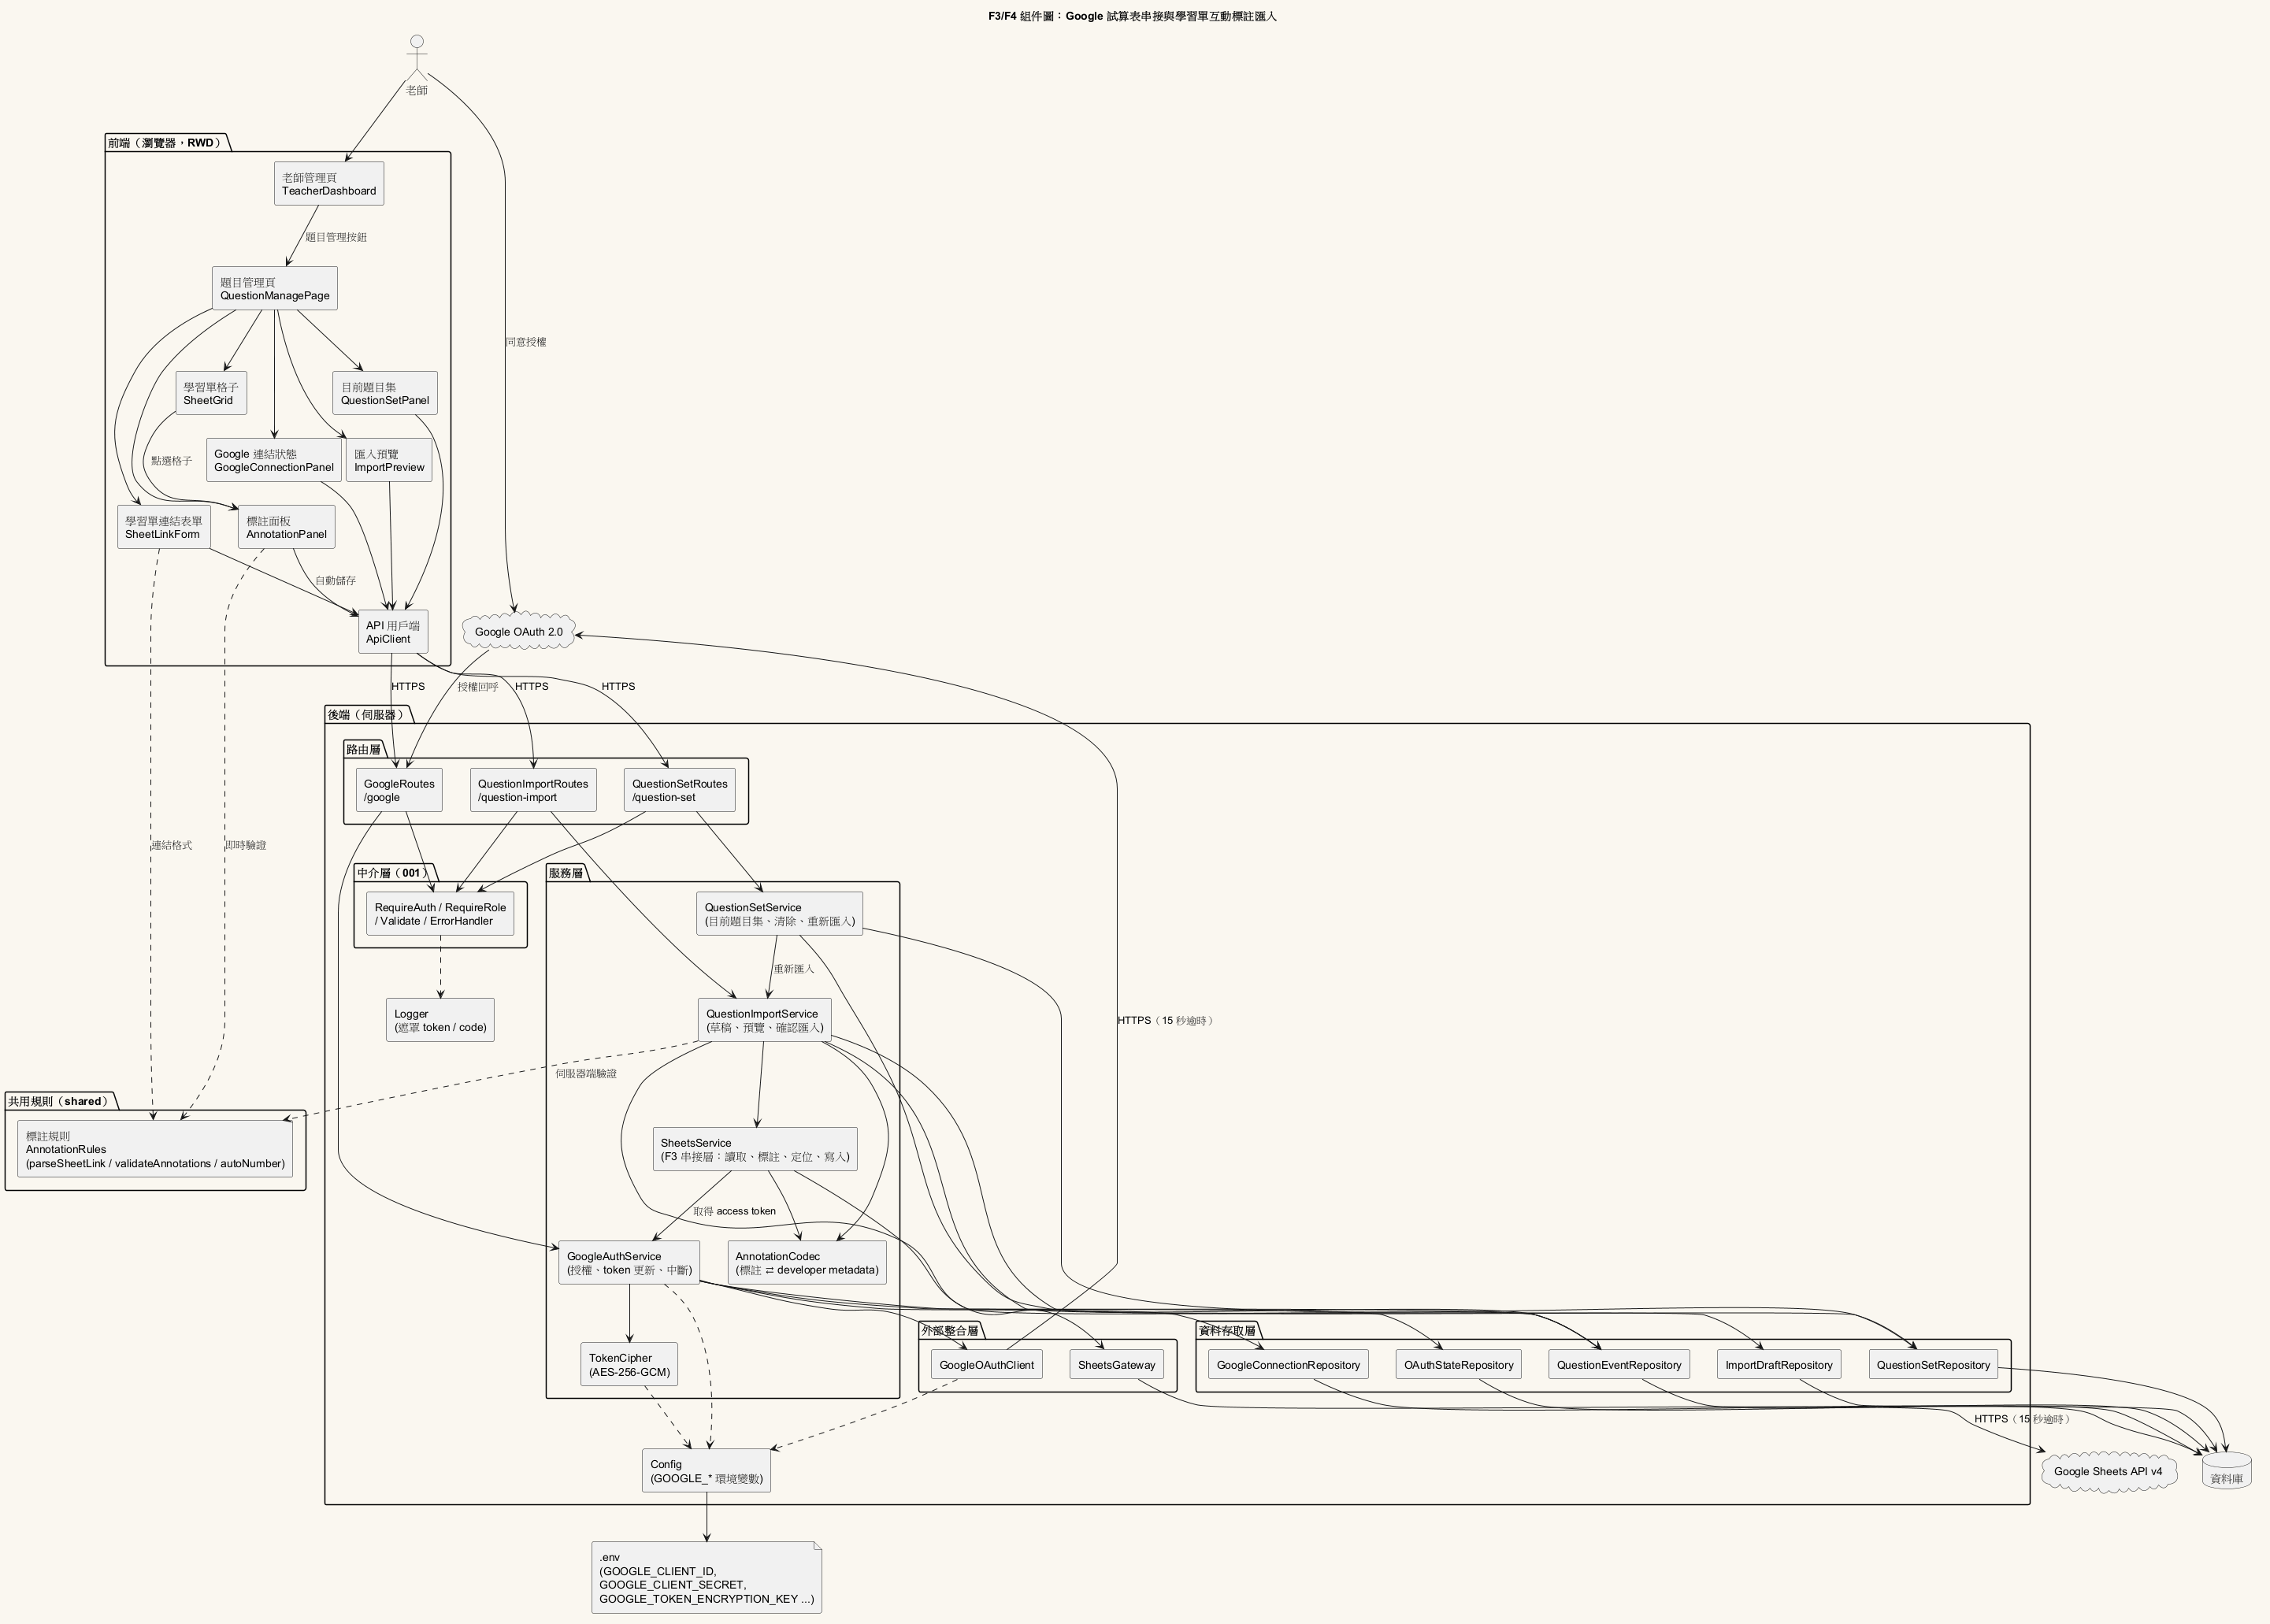 F3/F4 組件圖：Google 試算表串接與學習單互動標註匯入
老師
前端（瀏覽器，RWD）
老師管理頁
TeacherDashboard
題目管理按鈕
題目管理頁
QuestionManagePage
同意授權
學習單格子
SheetGrid
目前題目集
QuestionSetPanel
點選格子
Google 連結狀態
GoogleConnectionPanel
匯入預覽
ImportPreview
學習單連結表單
SheetLinkForm
標註面板
AnnotationPanel
自動儲存
API 用戶端
ApiClient
Google OAuth 2.0
HTTPS
授權回呼
HTTPS
HTTPS
後端（伺服器）
路由層
GoogleRoutes
/google
QuestionImportRoutes
/question-import
QuestionSetRoutes
/question-set
連結格式
即時驗證
中介層（001）
RequireAuth / RequireRole
/ Validate / ErrorHandler
服務層
QuestionSetService
(目前題目集、清除、重新匯入)
重新匯入
Logger
(遮罩 token / code)
QuestionImportService
(草稿、預覽、確認匯入)
HTTPS（15 秒逾時）
伺服器端驗證
共用規則（shared）
標註規則
AnnotationRules
(parseSheetLink / validateAnnotations / autoNumber)
SheetsService
(F3 串接層：讀取、標註、定位、寫入)
取得 access token
GoogleAuthService
(授權、token 更新、中斷)
AnnotationCodec
(標註 ⇄ developer metadata)
TokenCipher
(AES-256-GCM)
外部整合層
GoogleOAuthClient
SheetsGateway
資料存取層
GoogleConnectionRepository
OAuthStateRepository
QuestionEventRepository
ImportDraftRepository
QuestionSetRepository
HTTPS（15 秒逾時）
Config
(GOOGLE_* 環境變數)
Google Sheets API v4
資料庫
.env
(GOOGLE_CLIENT_ID,
GOOGLE_CLIENT_SECRET,
GOOGLE_TOKEN_ENCRYPTION_KEY ...)